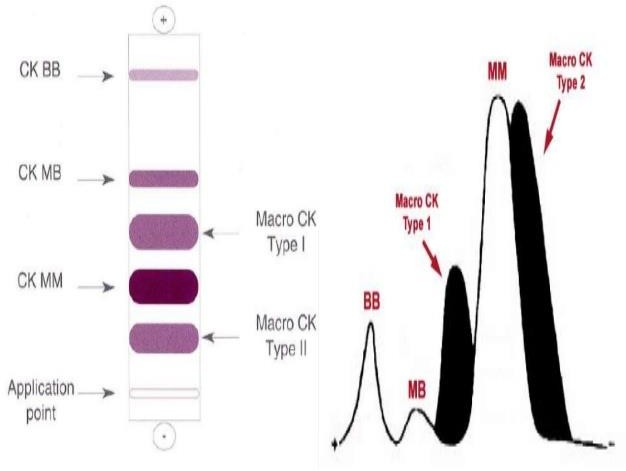 +
CK BB
CK MB
Macro CK
Type I
CK MM
Macro CK
Type II
Application
point
-
MM
Macro CK
Type 2
Macro CK
Type 1
BB
MB
+
-